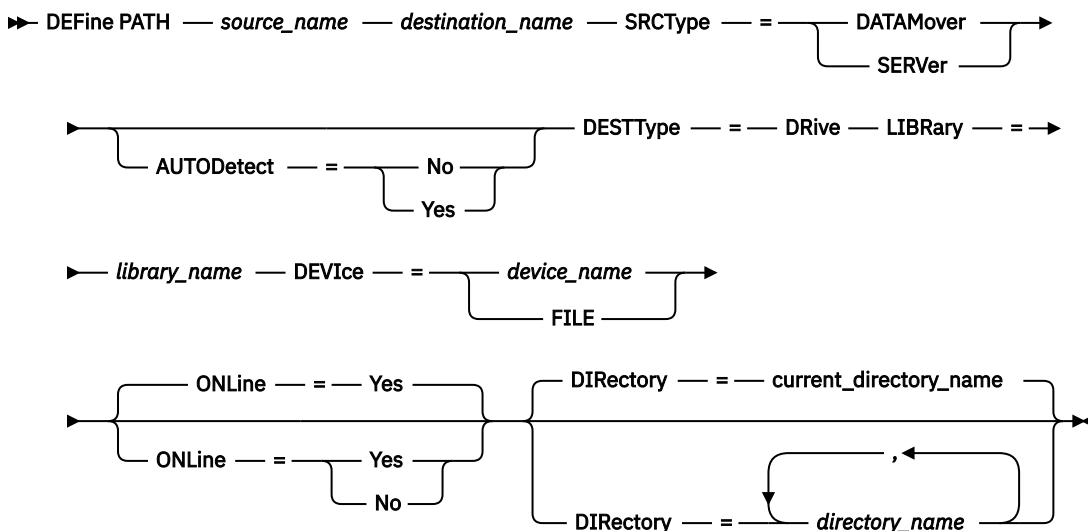 DEFine PATH source_name destination_name SRCType = DATAMover
SERVer
DESTType = DRive LIBRary =
AUTODetect = No
Yes
library_name DEVIce = device_name
FILE
ONLine = Yes DIRectory = current_directory_name
ONLine = Yes ,
No
DIRectory = directory_name